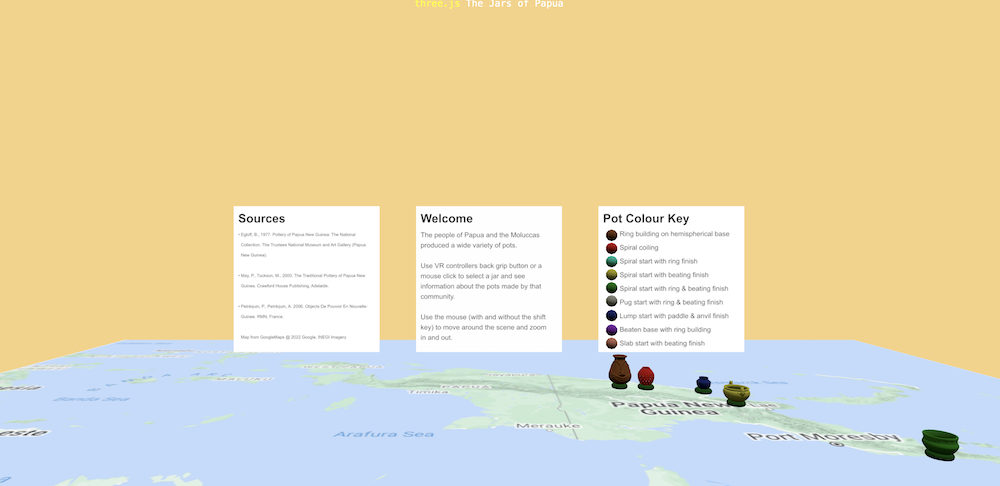 three.js The Jars of Papua
Sources
• Egloff, B., 1977. Pottery of Papua New Guinea. The National
Collection. The Trustees National Museum and Art Gallery (Papua
New Guinea).
• May, P., Tuckson, M., 2000. The Traditional Pottery of Papua New
Guinea. Crawford House Publishing, Adelaide.
• Pétréquin, P., Pétréquin, A. 2006. Objects De Pouvoir En Nouvelle-
Guinée. RMN, France.
Map from GoogleMaps @ 2022 Google, INEGI Imagery
Welcome
The people of Papua and the Moluccas
produced a wide variety of pots.
Use VR controllers back grip button or a
mouse click to select a jar and see
information about the pots made by that
community.
Use the mouse (with and without the shift
key) to move around the scene and zoom
in and out.
Pot Colour Key
Ring building on hemispherical base
Spiral coiling
Spiral start with ring finish
Spiral start with beating finish
Spiral start with ring & beating finish
Pug start with ring & beating finish
Lump start with paddle & anvil finish
Beaten base with ring building
Slab start with beating finish
PAPUA
Timika
Banda Sea
Papua New
Guinea
Merauke
Arafura Sea
Port Moresby